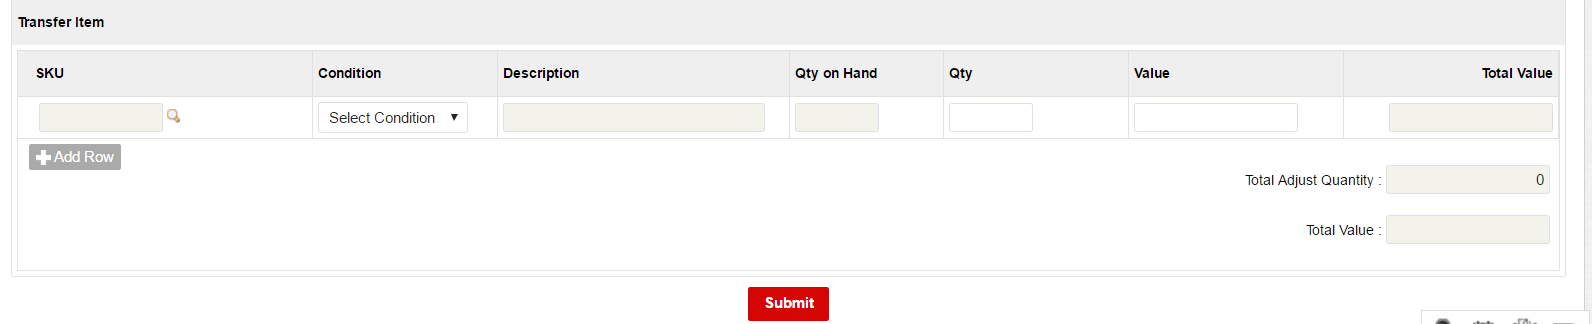 Transfer Item
SKU Condition Description Qty on Hand Qty Value Total Value
Select Condition
Add Row
Total Adjust Quantity : 0
Total Value :
Submit